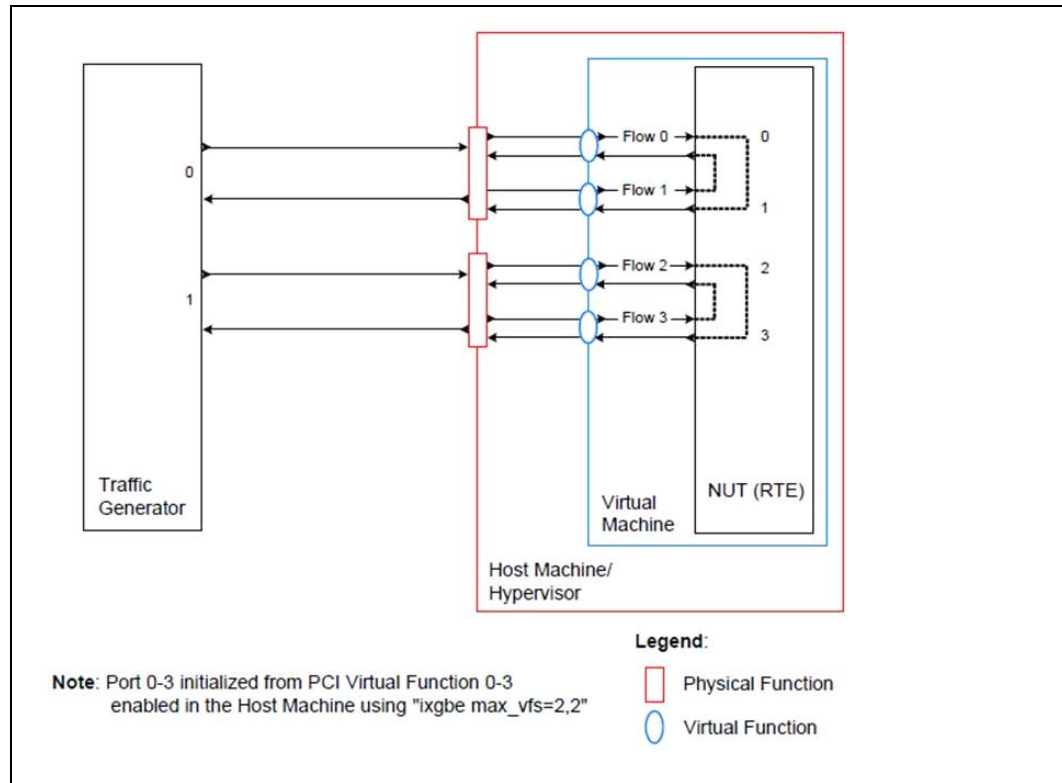 0
1
Traffic
Generator
Flow 0
0
Flow 1
1
Flow 2
2
Flow 3
3
NUT (RTE)
Virtual
Machine
Host Machine/
Hypervisor
Legend:
Note: Port 0-3 initialized from PCI Virtual Function 0-3
enabled in the Host Machine using "ixgbe max_vfs=2,2"
Physical Function
Virtual Function